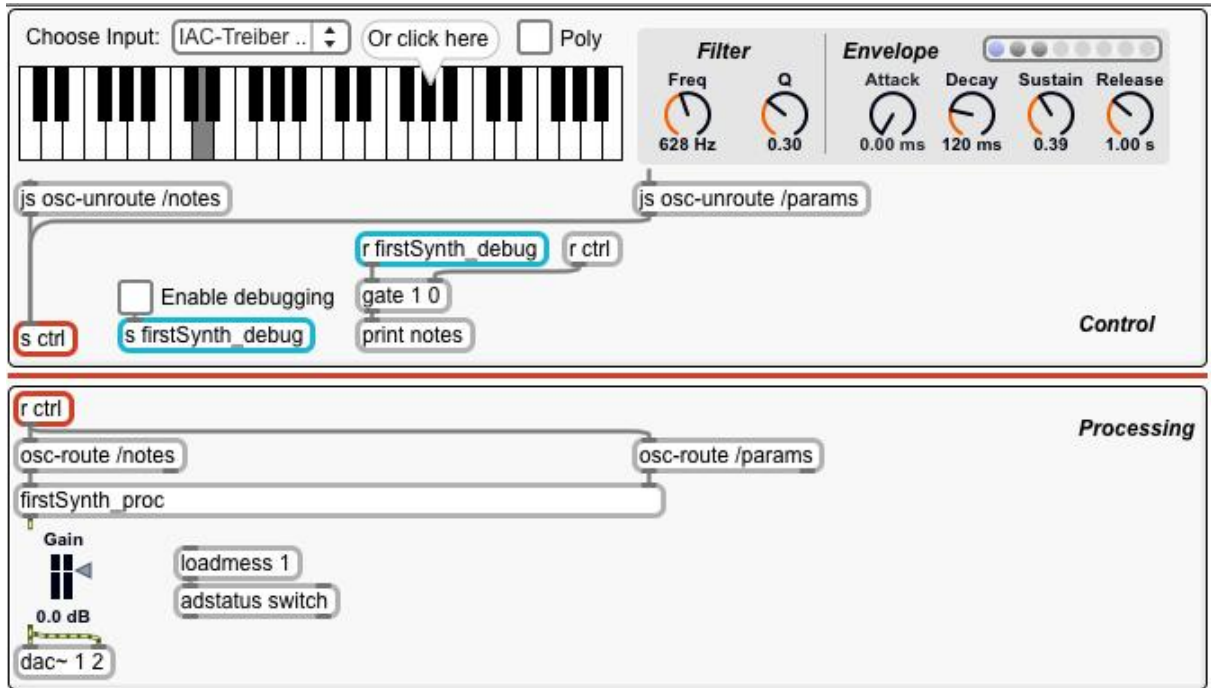 Choose Input: IAC-Treiber .. Or click here Poly
Filter
Freq Q
628 Hz 0.30
Envelope
Attack Decay Sustain Release
0.00 ms 120 ms 0.39 1.00 s
js osc-unroute /notes
js osc-unroute /params
r firstSynth_debug r ctrl
Enable debugging gate 1 0
s ctrl s firstSynth_debug print notes
Control
r ctrl
Processing
osc-route /notes osc-route /params
firstSynth_proc
Gain
loadmess 1
adstatus switch
0.0 dB
dac~ 1 2